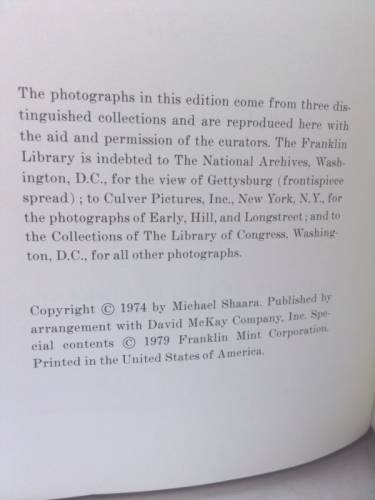 The photographs in this edition come from three dis-
tinguished collections and are reproduced here with
the aid and permission of the curators. The Franklin
Library is indebted to The National Archives, Wash-
ington, D.C., for the view of Gettysburg (frontispiece
spread); to Culver Pictures, Inc., New York, N.Y., for
the photographs of Early, Hill, and Longstreet; and to
the Collections of The Library of Congress, Washing-
ton, D.C., for all other photographs.
Copyright © 1974 by Michael Shaara. Published by
arrangement with David McKay Company, Inc. Spe-
cial contents © 1979 Franklin Mint Corporation.
Printed in the United States of America.